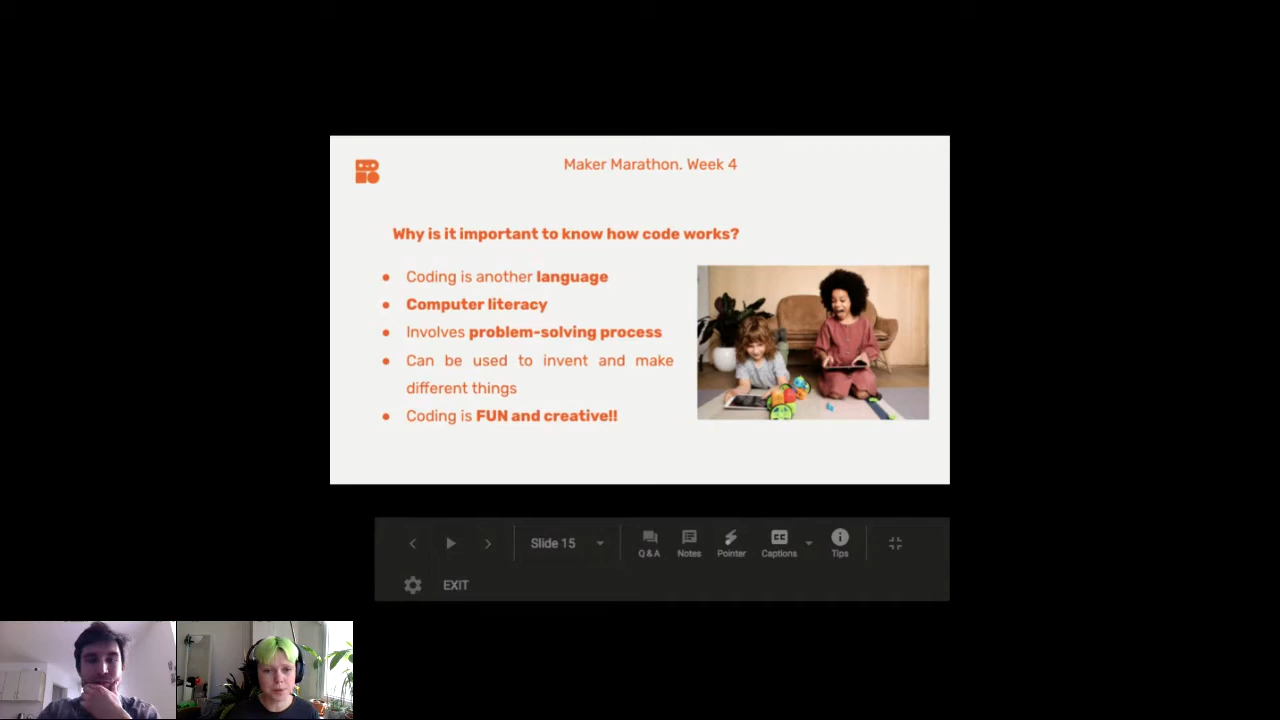 Maker Marathon. Week 4
Why is it important to know how code works?
● Coding is another language
● Computer literacy
● Involves problem-solving process
● Can be used to invent and make
different things
● Coding is FUN and creative!!
Slide 15
Q & A Notes Pointer Captions Tips
EXIT